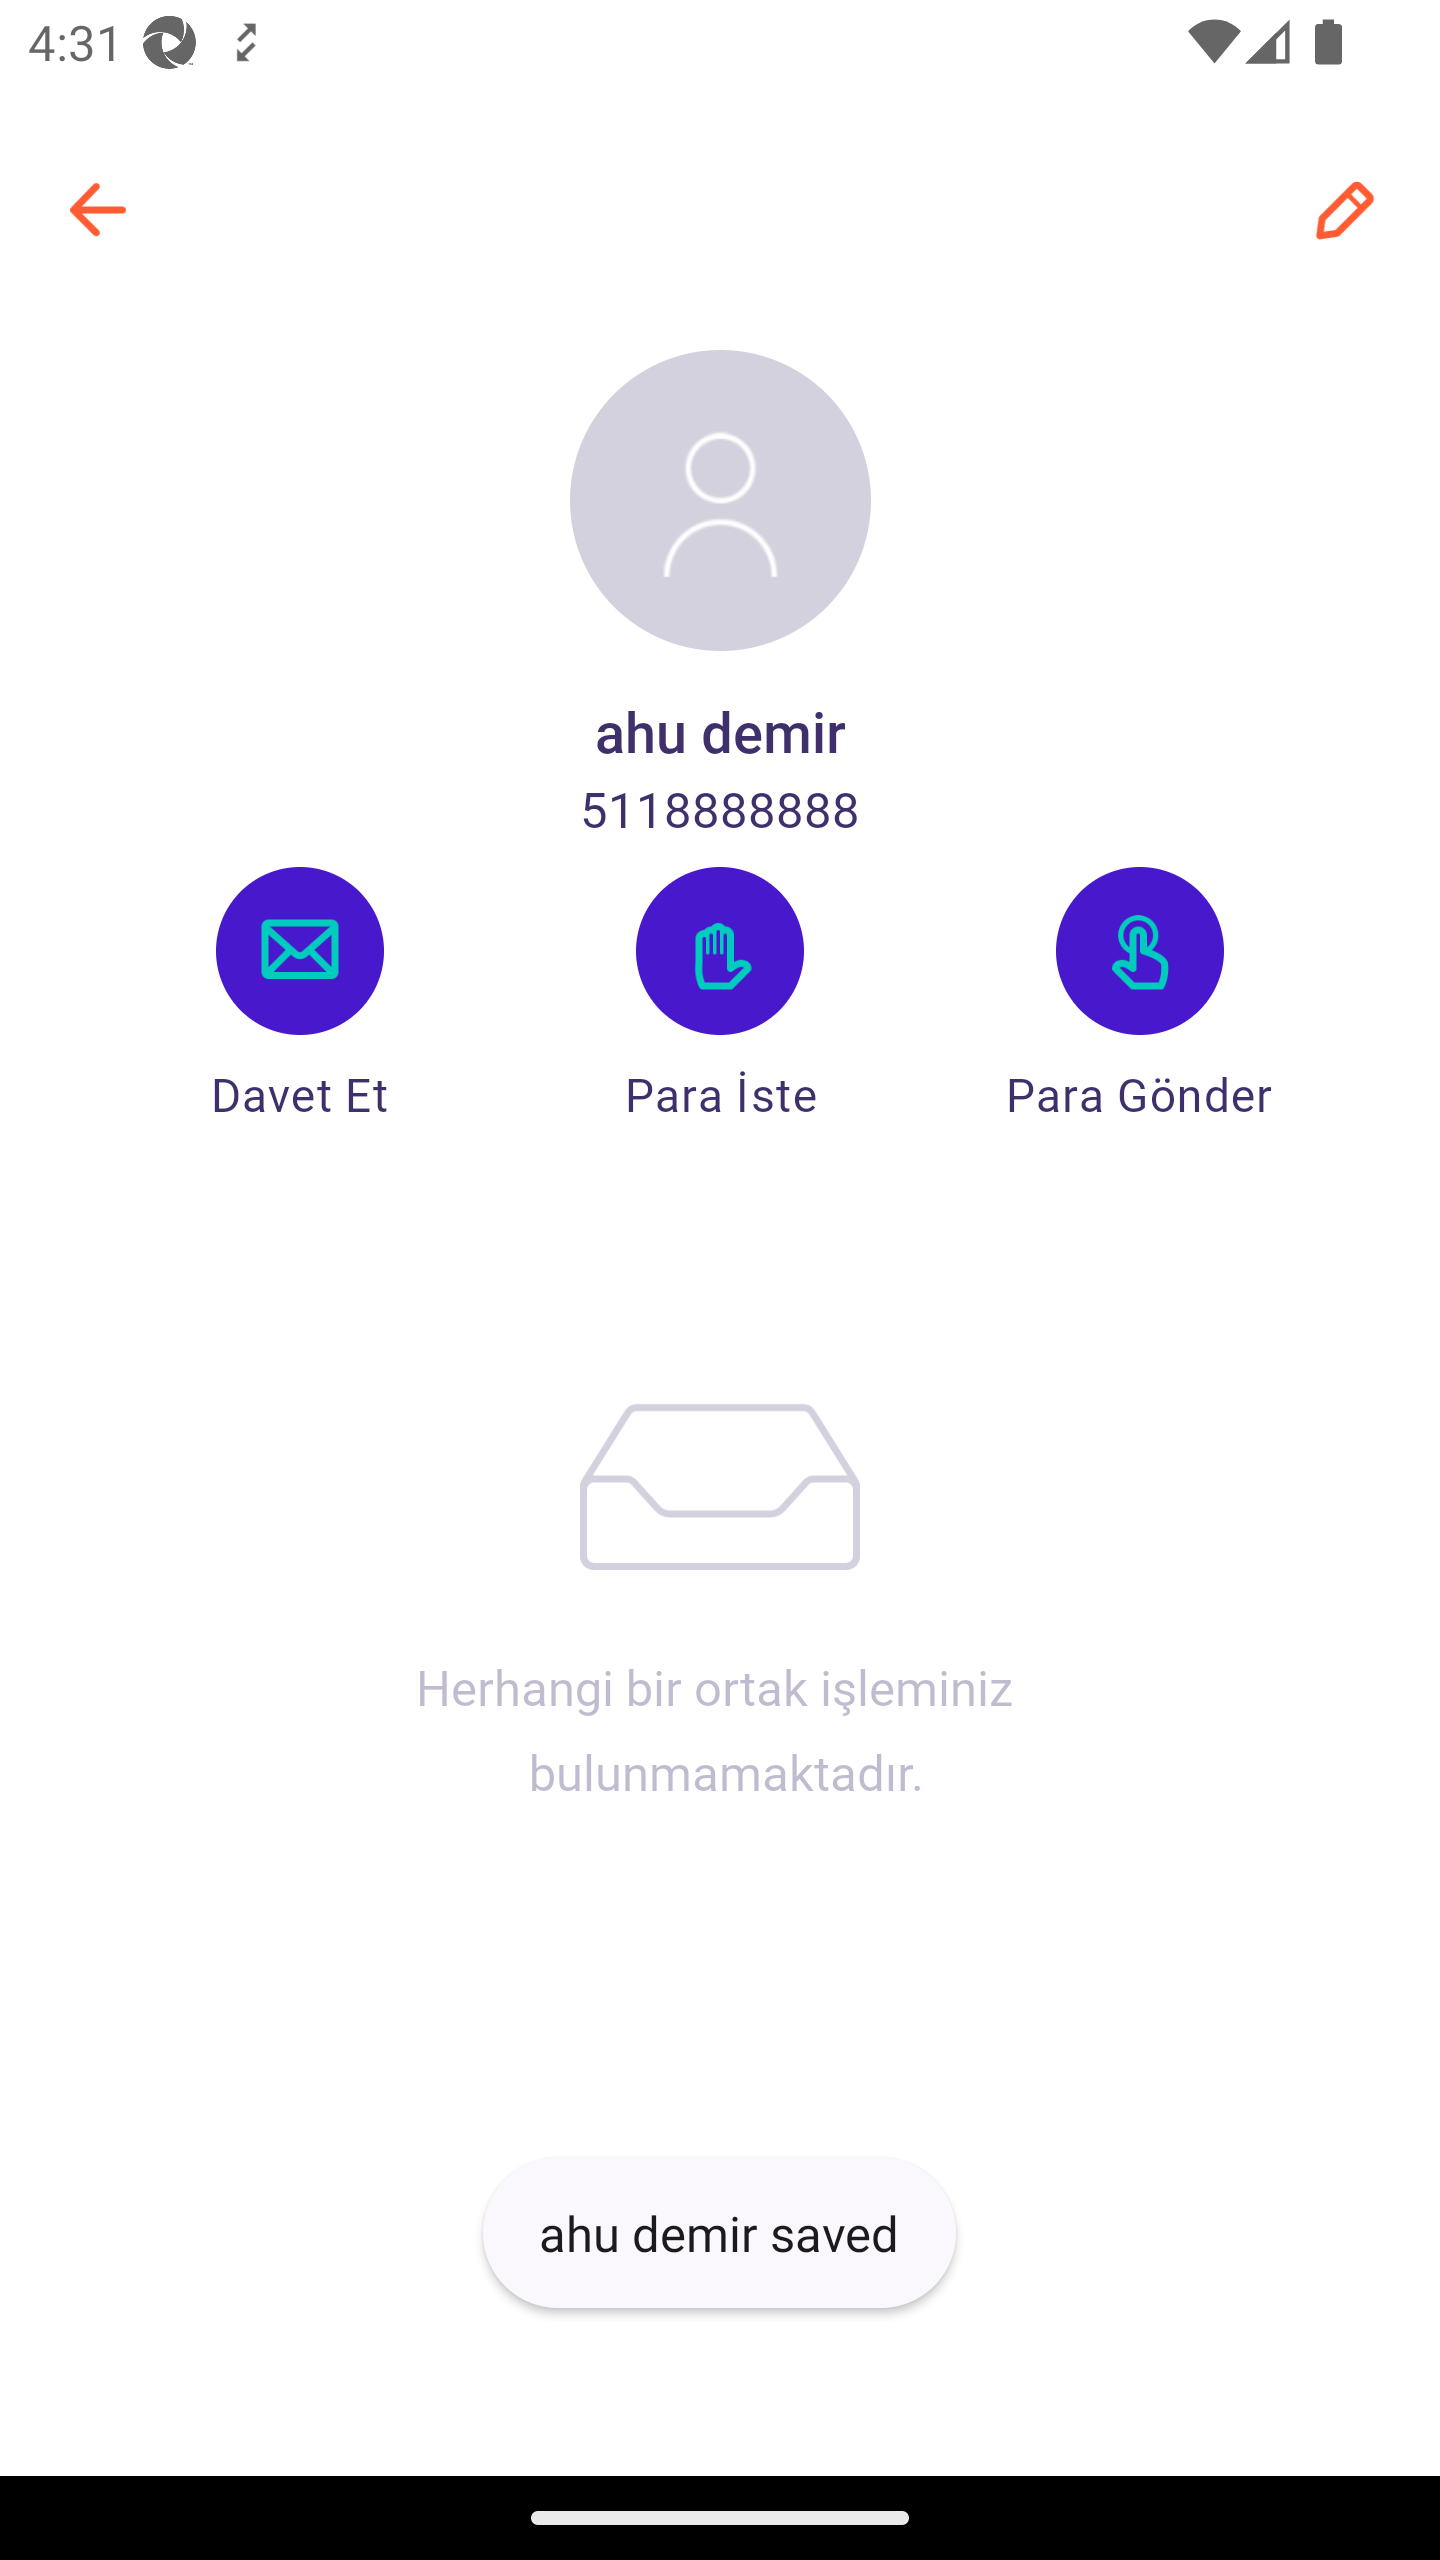 4:31
ahu demir
5118888888
Davet Et
Para İste
Para Gönder
Herhangi bir ortak işleminiz
bulunmamaktadır.
ahu demir saved